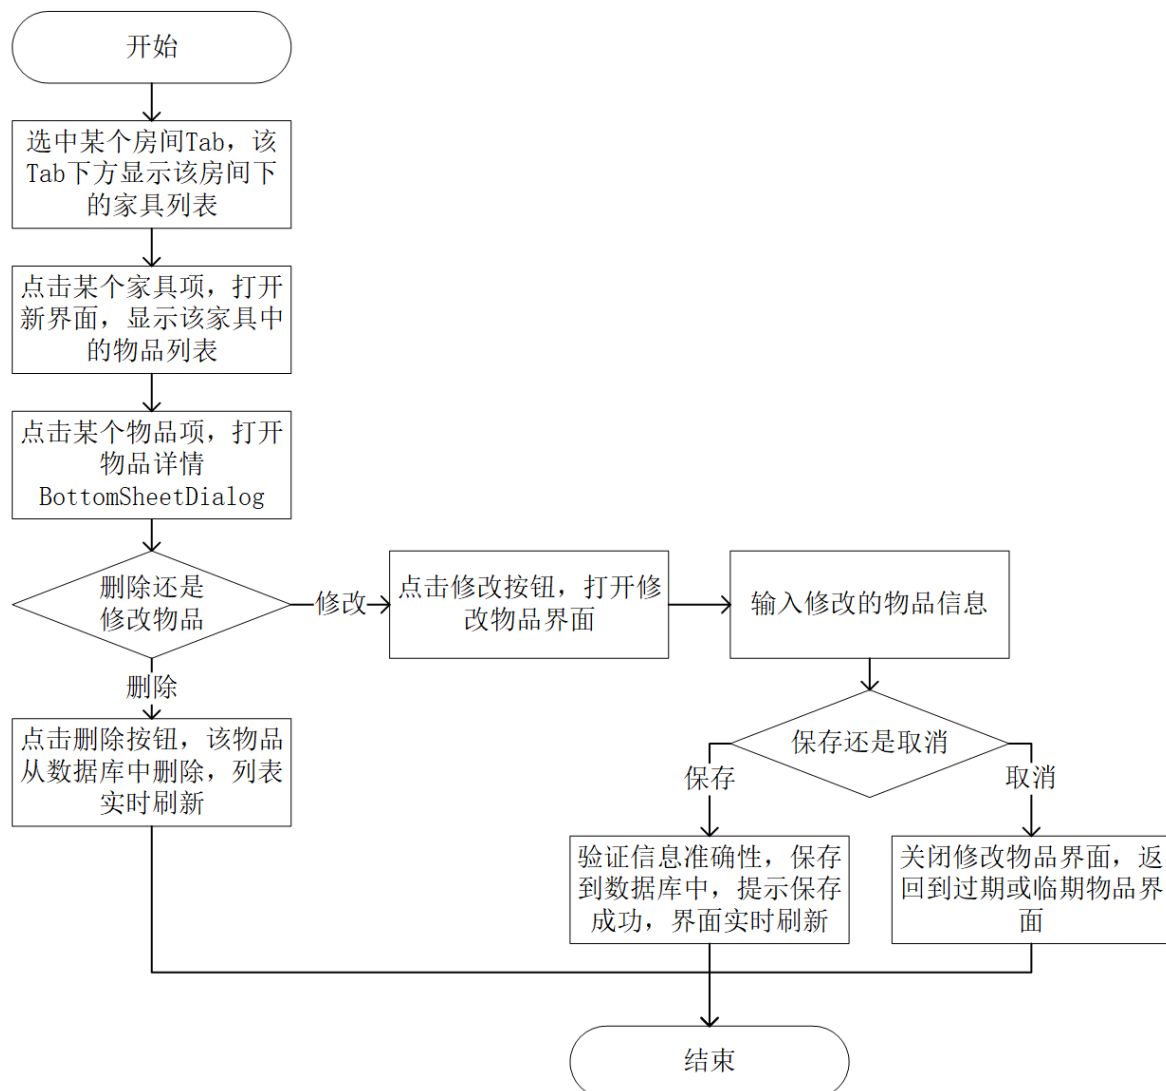 开始
选中某个房间Tab，该
Tab下方显示该房间下
的家具列表
点击某个家具项，打开
新界面，显示该家具中
的物品列表
点击某个物品项，打开
物品详情
BottomSheetDialog
删除还是
修改物品
修改
点击修改按钮，打开修
改物品界面
输入修改的物品信息
删除
点击删除按钮，该物品
从数据库中删除，列表
实时刷新
保存还是取消
保存
取消
验证信息准确性，保存
到数据库中，提示保存
成功，界面实时刷新
关闭修改物品界面，返
回到过期或临期物品界
面
结束